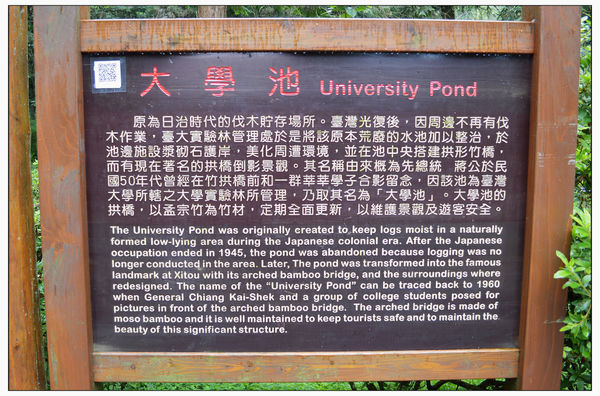 大學池 University Pond
原為日治時代的伐木貯存場所。臺灣光復後，因周邊不再有伐
木作業，臺大實驗林管理處於是將該原本荒廢的水池加以整治，於
池邊施設漿砌石護岸，美化周遭環境，並在池中央搭建拱形竹橋，
而有現在著名的拱橋倒影景觀。其名稱由來概為先總統　將公於民
國50年代曾經在竹拱橋前和一群莘莘學子合影留念，因該池為臺灣
大學所轄之大學實驗林所管理，乃取其名為「大學池」。大學池的
拱橋，以孟宗竹為竹材，定期全面更新，以維護景觀及遊客安全。
The University Pond was originally created to keep logs moist in a naturally
formed low-lying area during the Japanese colonial era. After the Japanese
occupation ended in 1945, the pond was abandoned because logging was no
longer conducted in the area. Later, The pond was transformed into the famous
landmark at Xitou with its arched bamboo bridge, and the surroundings where
redesigned. The name of the “University Pond” can be traced back to 1960
when General Chiang Kai-Shek and a group of college students posed for
pictures in front of the arched bamboo bridge. The arched bridge is made of
moso bamboo and it is well maintained to keep tourists safe and to maintain the
beauty of this significant structure.